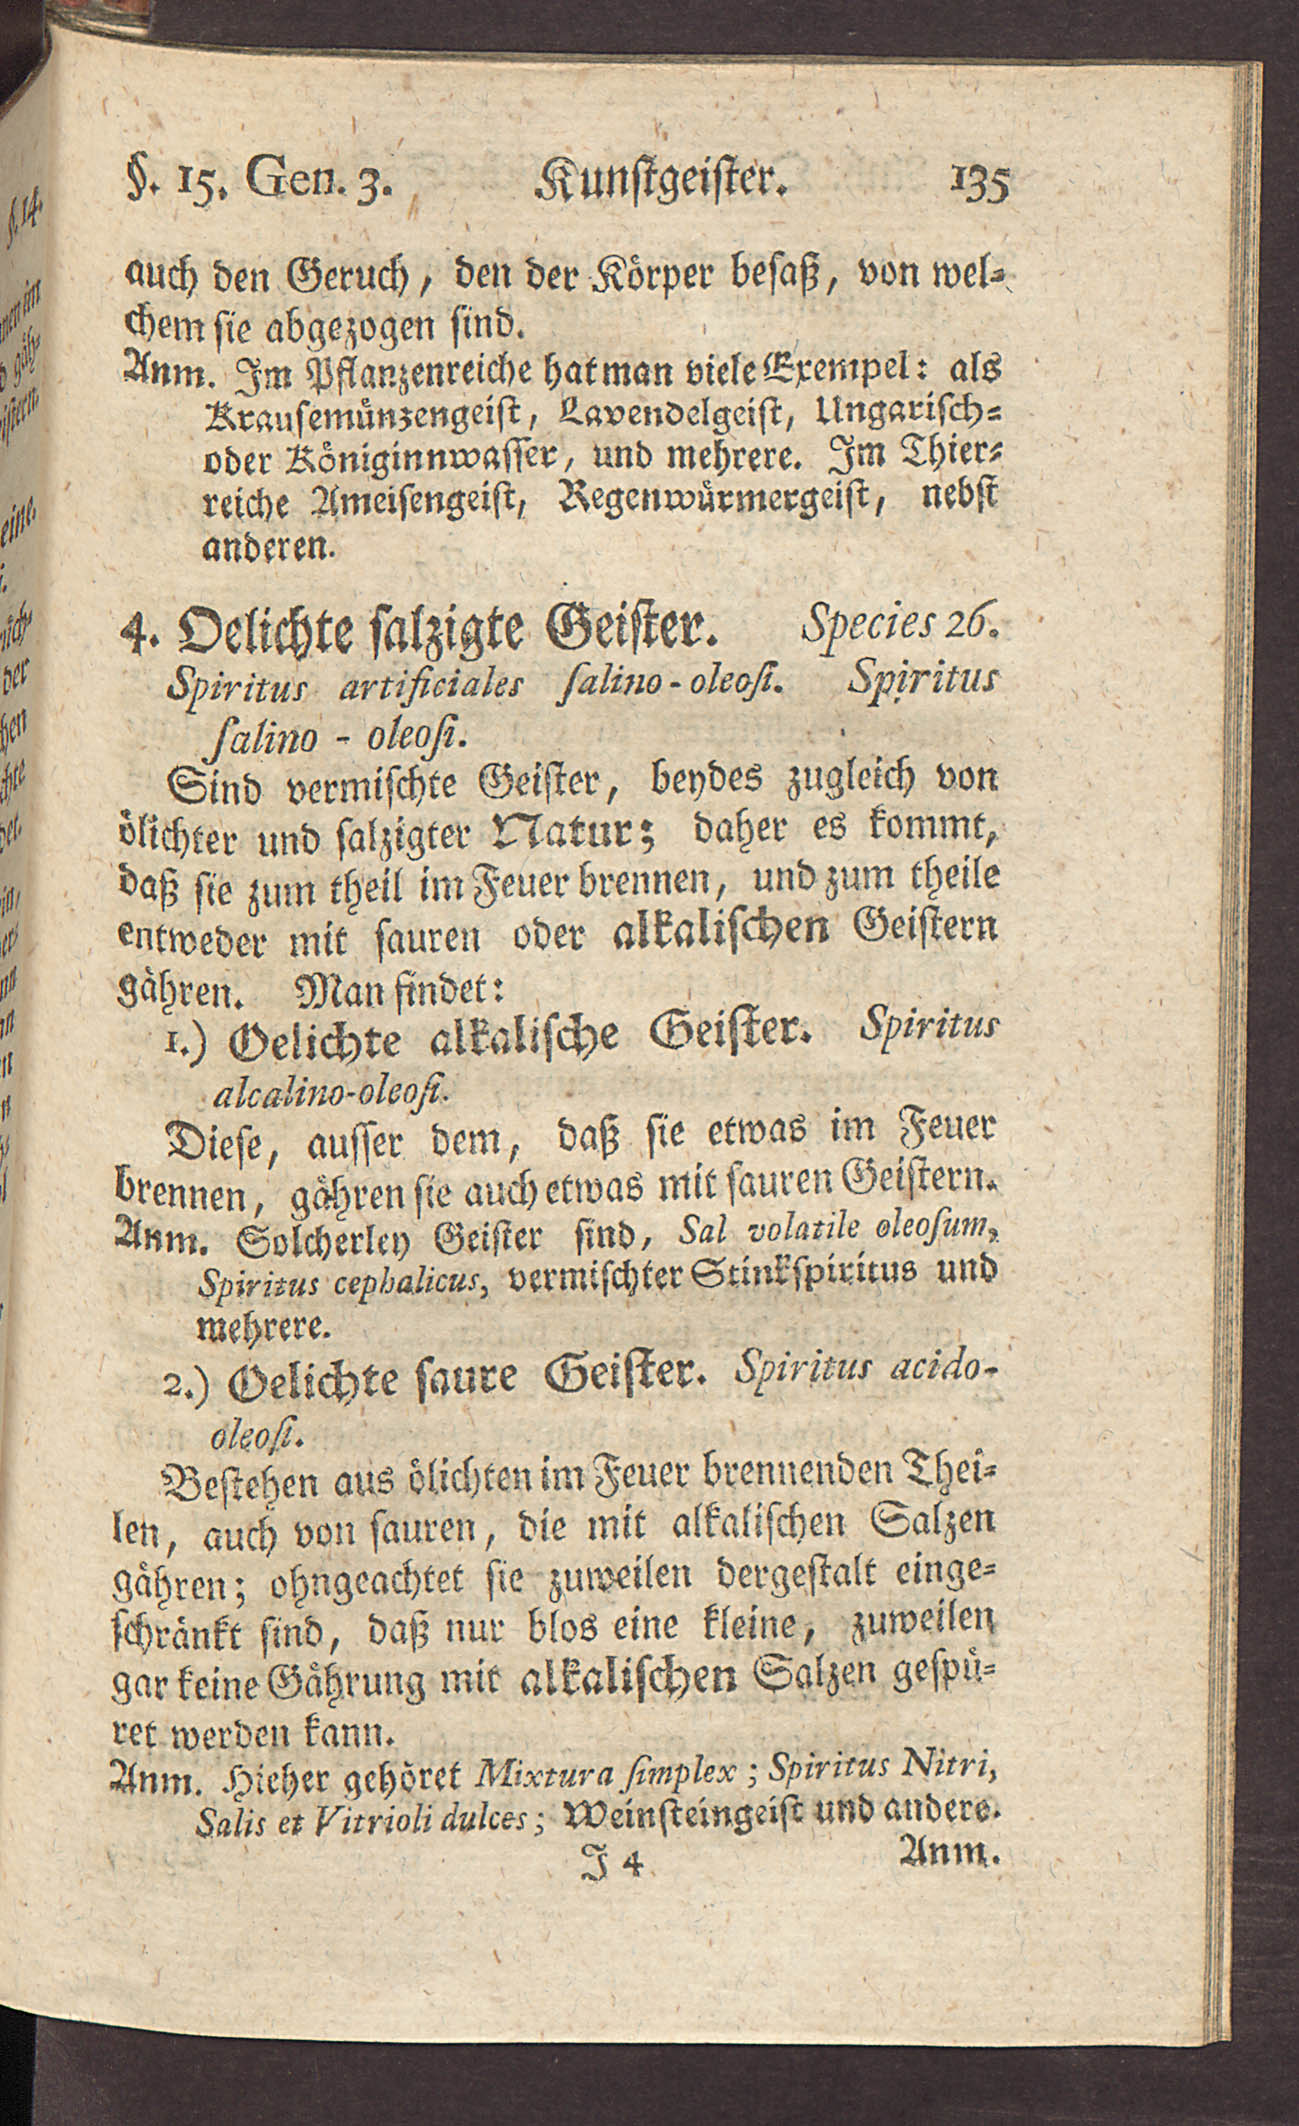 §. 15. Gen. 3. Kunstgeister. 135
auch den Geruch, den der Körper besaß, von wel-
chem sie abgezogen sind.
Anm. Im Pflanzenreiche hat man viele Exempel: als
Krausemünzengeist, Lavendelgeist, Ungarisch-
oder Königinnwasser, und mehrere. Im Thier-
reiche Ameisengeist, Regenwürmergeist, nebst
anderen.
4. Oelichte salzigte Geister. Species 26.
Spiritus artificiales ſalino-oleoſi. Spiritus
ſalino - oleoſi.
Sind vermischte Geister, beydes zugleich von
ölichter und salzigter Natur; daher es kommt,
daß sie zum theil im Feuer brennen, und zum theile
entweder mit sauren oder alkalischen Geistern
gähren. Man findet:
1.) Oelichte alkalische Geister. Spiritus
alcalino-oleoſi.
Diese, ausser dem, daß sie etwas im Feuer
brennen, gähren sie auch etwas mit sauren Geistern.
Anm. Solcherley Geister sind, Sal volatile oleoſum,
Spiritus cephalicus, vermischter Stinkspiritus und
mehrere.
2.) Oelichte saure Geister. Spiritus acido-
oleoſi.
Bestehen aus ölichten im Feuer brennenden Thei-
len, auch von sauren, die mit alkalischen Salzen
gähren; ohngeachtet sie zuweilen dergestalt einge-
schränkt sind, daß nur blos eine kleine, zuweilen
gar keine Gährung mit alkalischen Salzen gespü-
ret werden kann.
Anm. Hieher gehöret Mixtura ſimplex; Spiritus Nitri,
Salis et Vitrioli dulces; Weinsteingeist und andere.
J 4 Anm.